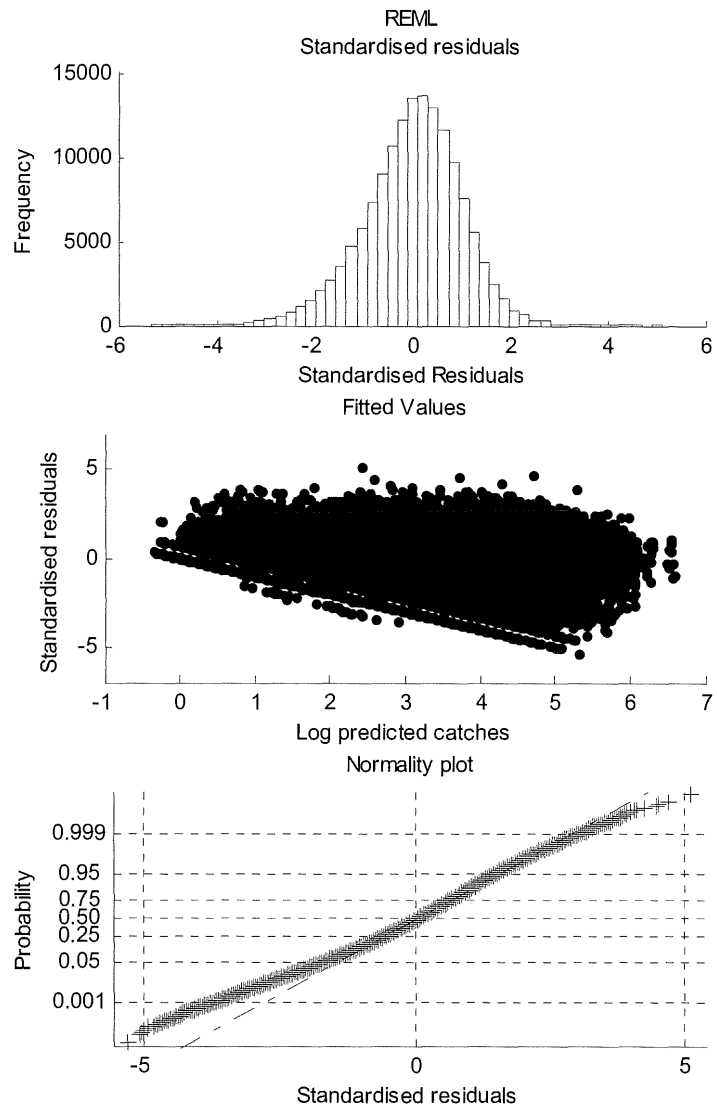 REML
Standardised residuals
15000
10000
5000
0
Frequency
-6 -4 -2 0 2 4 6
Standardised Residuals
Fitted Values
5
0
-5
Standardised residuals
-1 0 1 2 3 4 5 6 7
Log predicted catches
Normality plot
0.999
0.95
0.75
0.50
0.25
0.05
0.001
Probability
-5 0 5
Standardised residuals